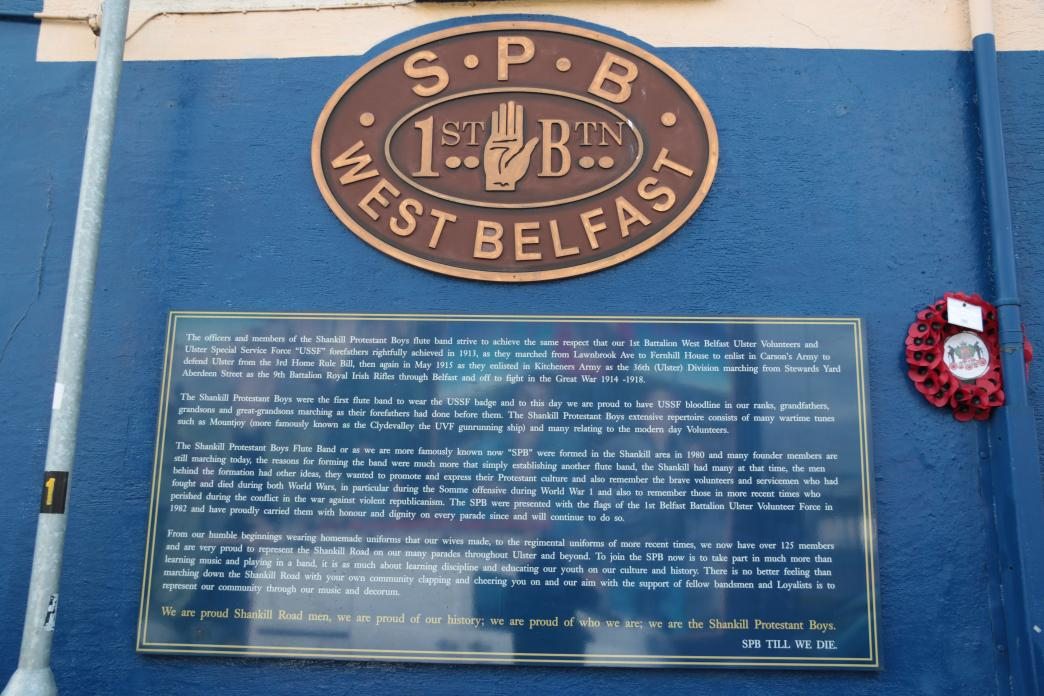 S·P·B
1ST BTN
WEST BELFAST
The officers and members of the Shankill Protestant Boys flute band strive to achieve the same respect that our 1st Battalion West Belfast Ulster Volunteers and
Ulster Special Service Force "USSF" forefathers rightfully achieved in 1913, as they marched from Lawnbrook Ave to Fernhill House to enlist in Carson's Army to
defend Ulster from the 3rd Home Rule Bill, then again in May 1915 as they enlisted in Kitcheners Army as the 36th (Ulster) Division marching from Stewards Yard
Aberdeen Street as the 9th Battalion Royal Irish Rifles through Belfast and off to fight in the Great War 1914 -1918.
The Shankill Protestant Boys were the first flute band to wear the USSF badge and to this day we are proud to have USSF bloodline in our ranks, grandfathers,
grandsons and great-grandsons marching as their forefathers had done before them. The Shankill Protestant Boys extensive repertoire consists of many wartime tunes
such as Mountjoy (more famously known as the Clydevalley the UVF gunrunning ship) and many relating to the modern day Volunteers.
The Shankill Protestant Boys Flute Band or as we are more famously known now "SPB" were formed in the Shankill area in 1980 and many founder members are
still marching today, the reasons for forming the band were much more that simply establishing another flute band, the Shankill had many at that time, the men
behind the formation had other ideas, they wanted to promote and express their Protestant culture and also remember the brave volunteers and servicemen who had
fought and died during both World Wars, in particular during the Somme offensive during World War 1 and also to remember those in more recent times who
perished during the conflict in the war against violent republicanism. The SPB were presented with the flags of the 1st Belfast Battalion Ulster Volunteer Force in
1982 and have proudly carried them with honour and dignity on every parade since and will continue to do so.
From our humble beginnings wearing homemade uniforms that our wives made, to the regimental uniforms of more recent times, we now have over 125 members
and are very proud to represent the Shankill Road on our many parades throughout Ulster and beyond. To join the SPB now is to take part in much more than
learning music and playing in a band, it is as much about learning discipline and educating our youth on our culture and history. There is no better feeling than
marching down the Shankill Road with your own community clapping and cheering you on and our aim with the support of fellow bandsmen and Loyalists is to
represent our community through our music and decorum.
We are proud Shankill Road men, we are proud of our history; we are proud of who we are; we are the Shankill Protestant Boys.
SPB TILL WE DIE.
1